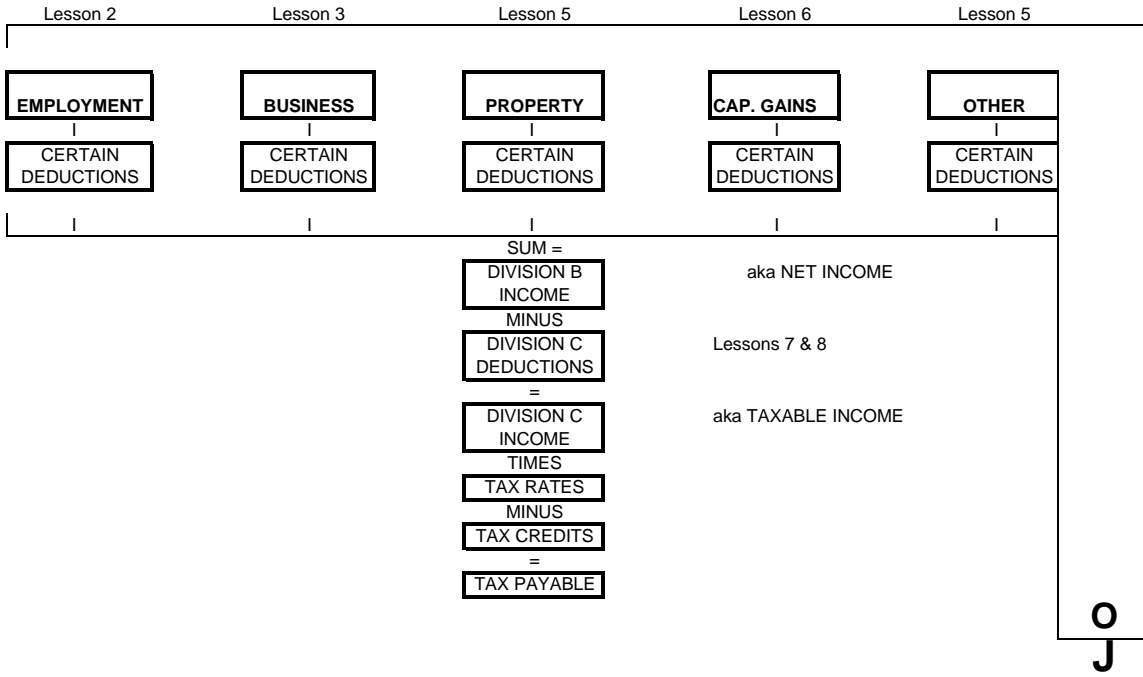 Lesson 2 Lesson 3 Lesson 5 Lesson 6 Lesson 5
EMPLOYMENT BUSINESS PROPERTY CAP. GAINS OTHER
I I I I I
CERTAIN CERTAIN CERTAIN CERTAIN CERTAIN
DEDUCTIONS DEDUCTIONS DEDUCTIONS DEDUCTIONS DEDUCTIONS
I I I I I
SUM =
DIVISION B aka NET INCOME
INCOME
MINUS
DIVISION C Lessons 7 & 8
DEDUCTIONS
=
DIVISION C aka TAXABLE INCOME
INCOME
TIMES
TAX RATES
MINUS
TAX CREDITS
=
TAX PAYABLE
O
J